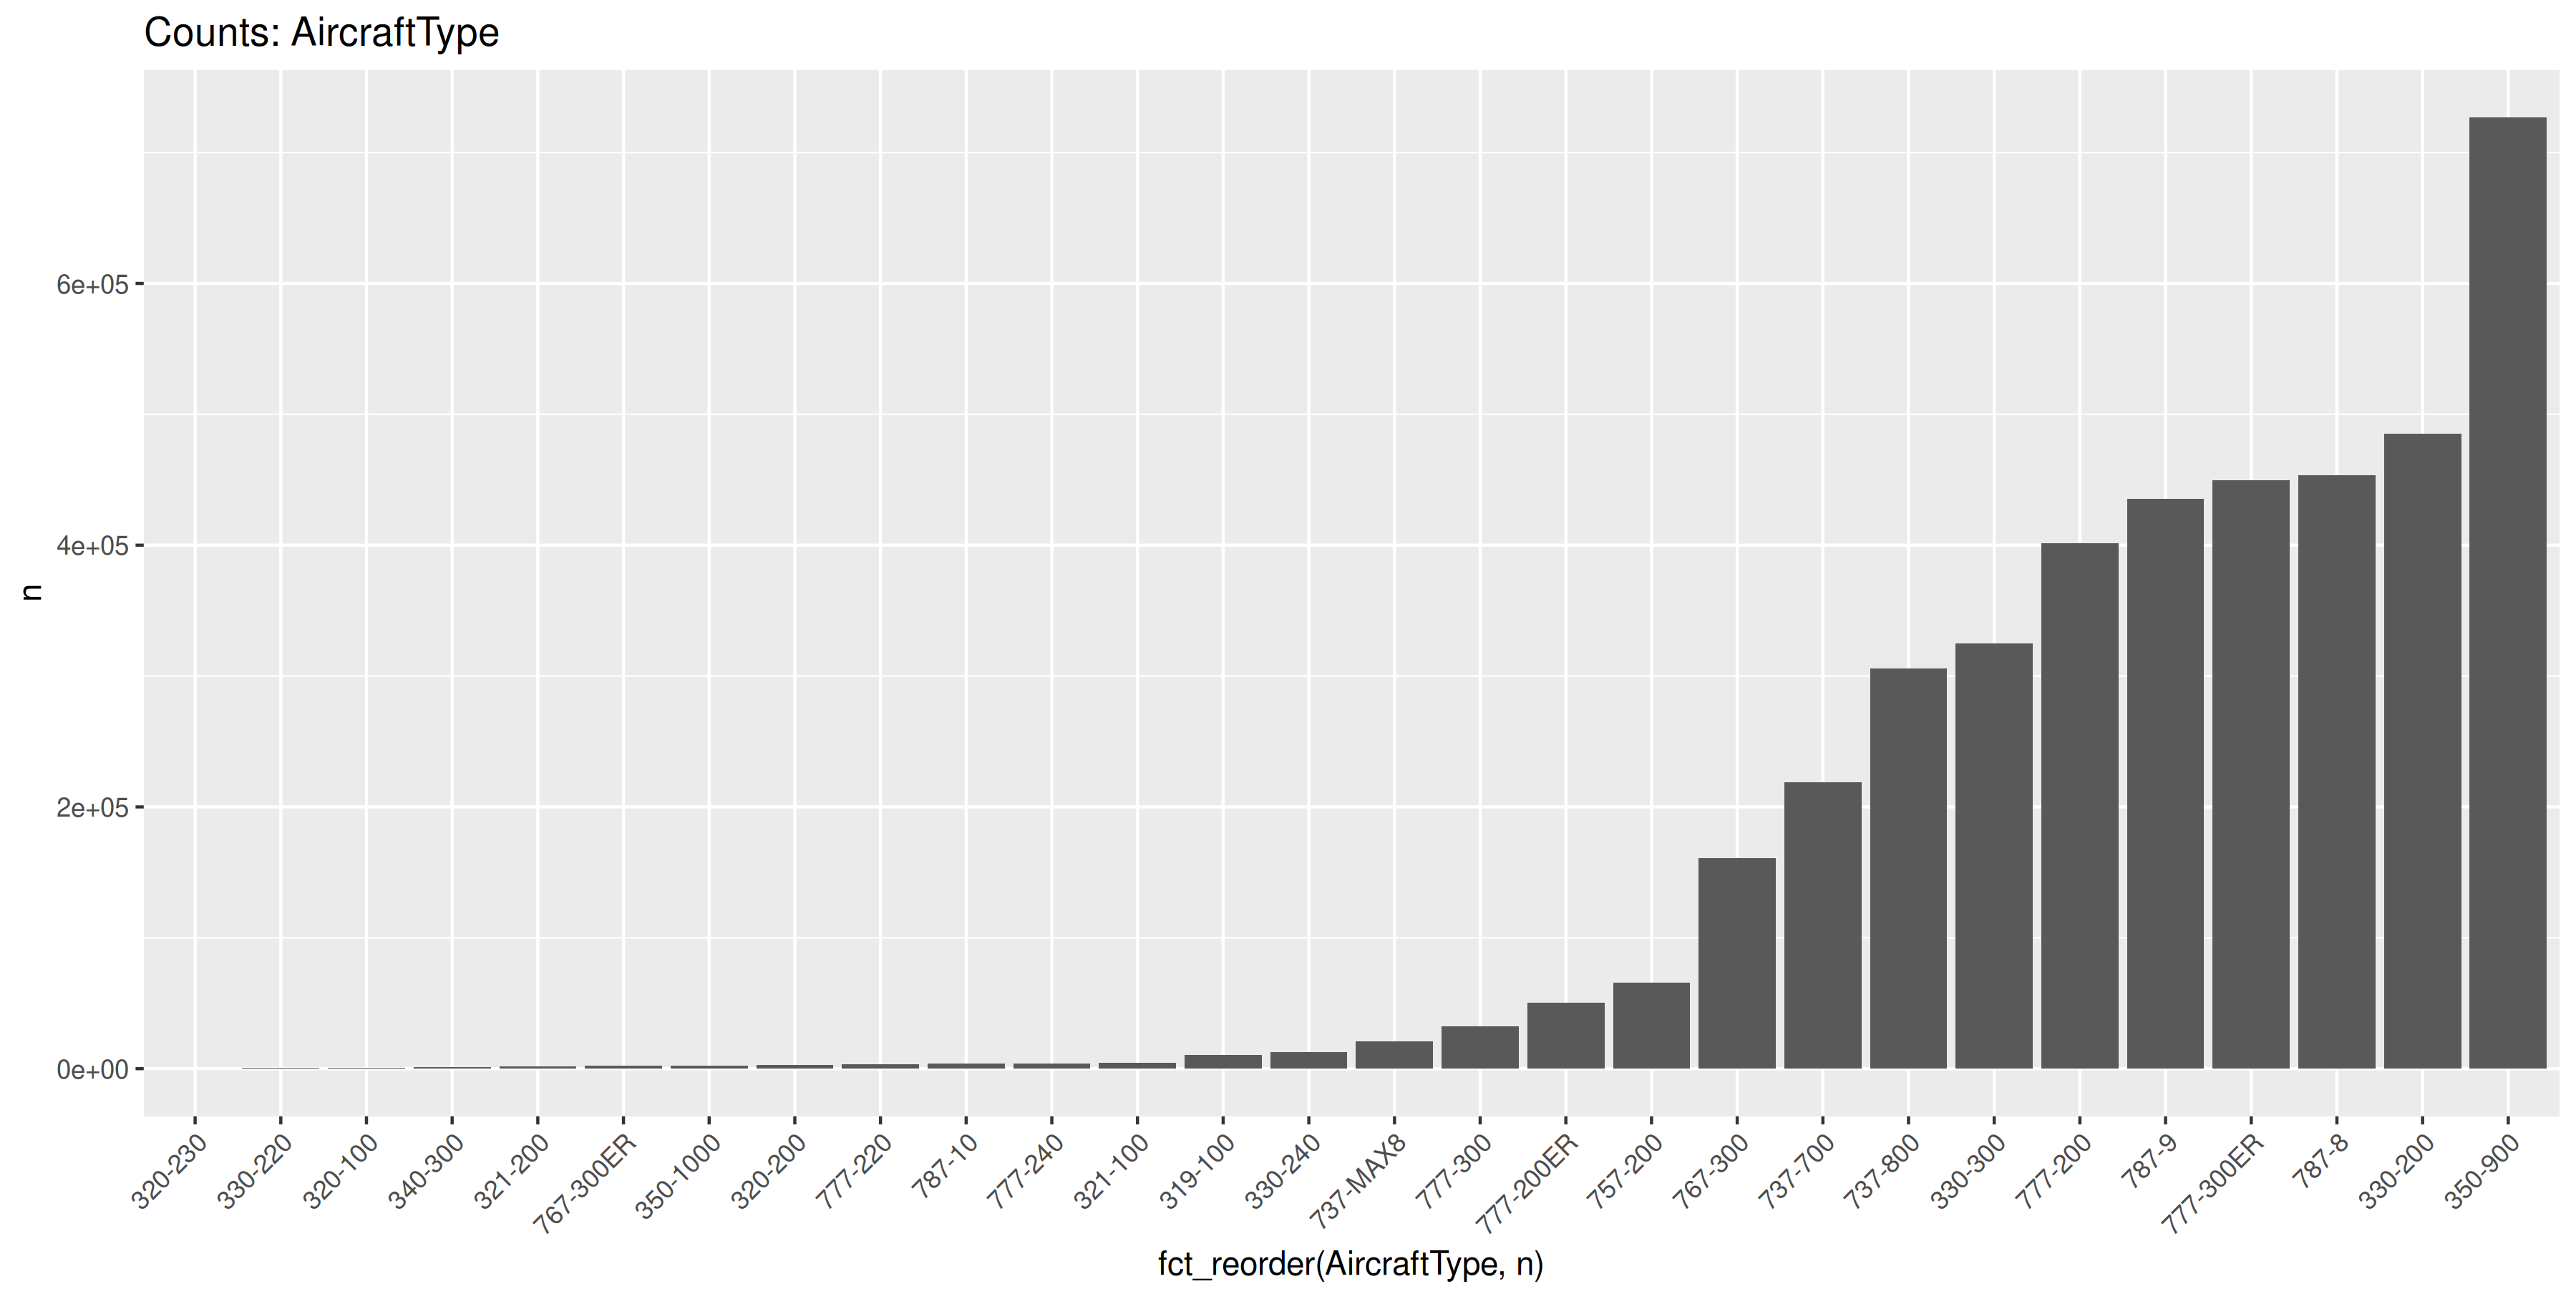 Counts: AircraftType
n
6e+05
4e+05
2e+05
0e+00
320-230
330-220
320-100
340-300
321-200
767-300ER
350-1000
320-200
777-220
787-10
777-240
321-100
319-100
330-240
737-MAX8
777-300
777-200ER
757-200
767-300
737-700
737-800
330-300
777-200
787-9
777-300ER
787-8
330-200
350-900
fct_reorder(AircraftType, n)